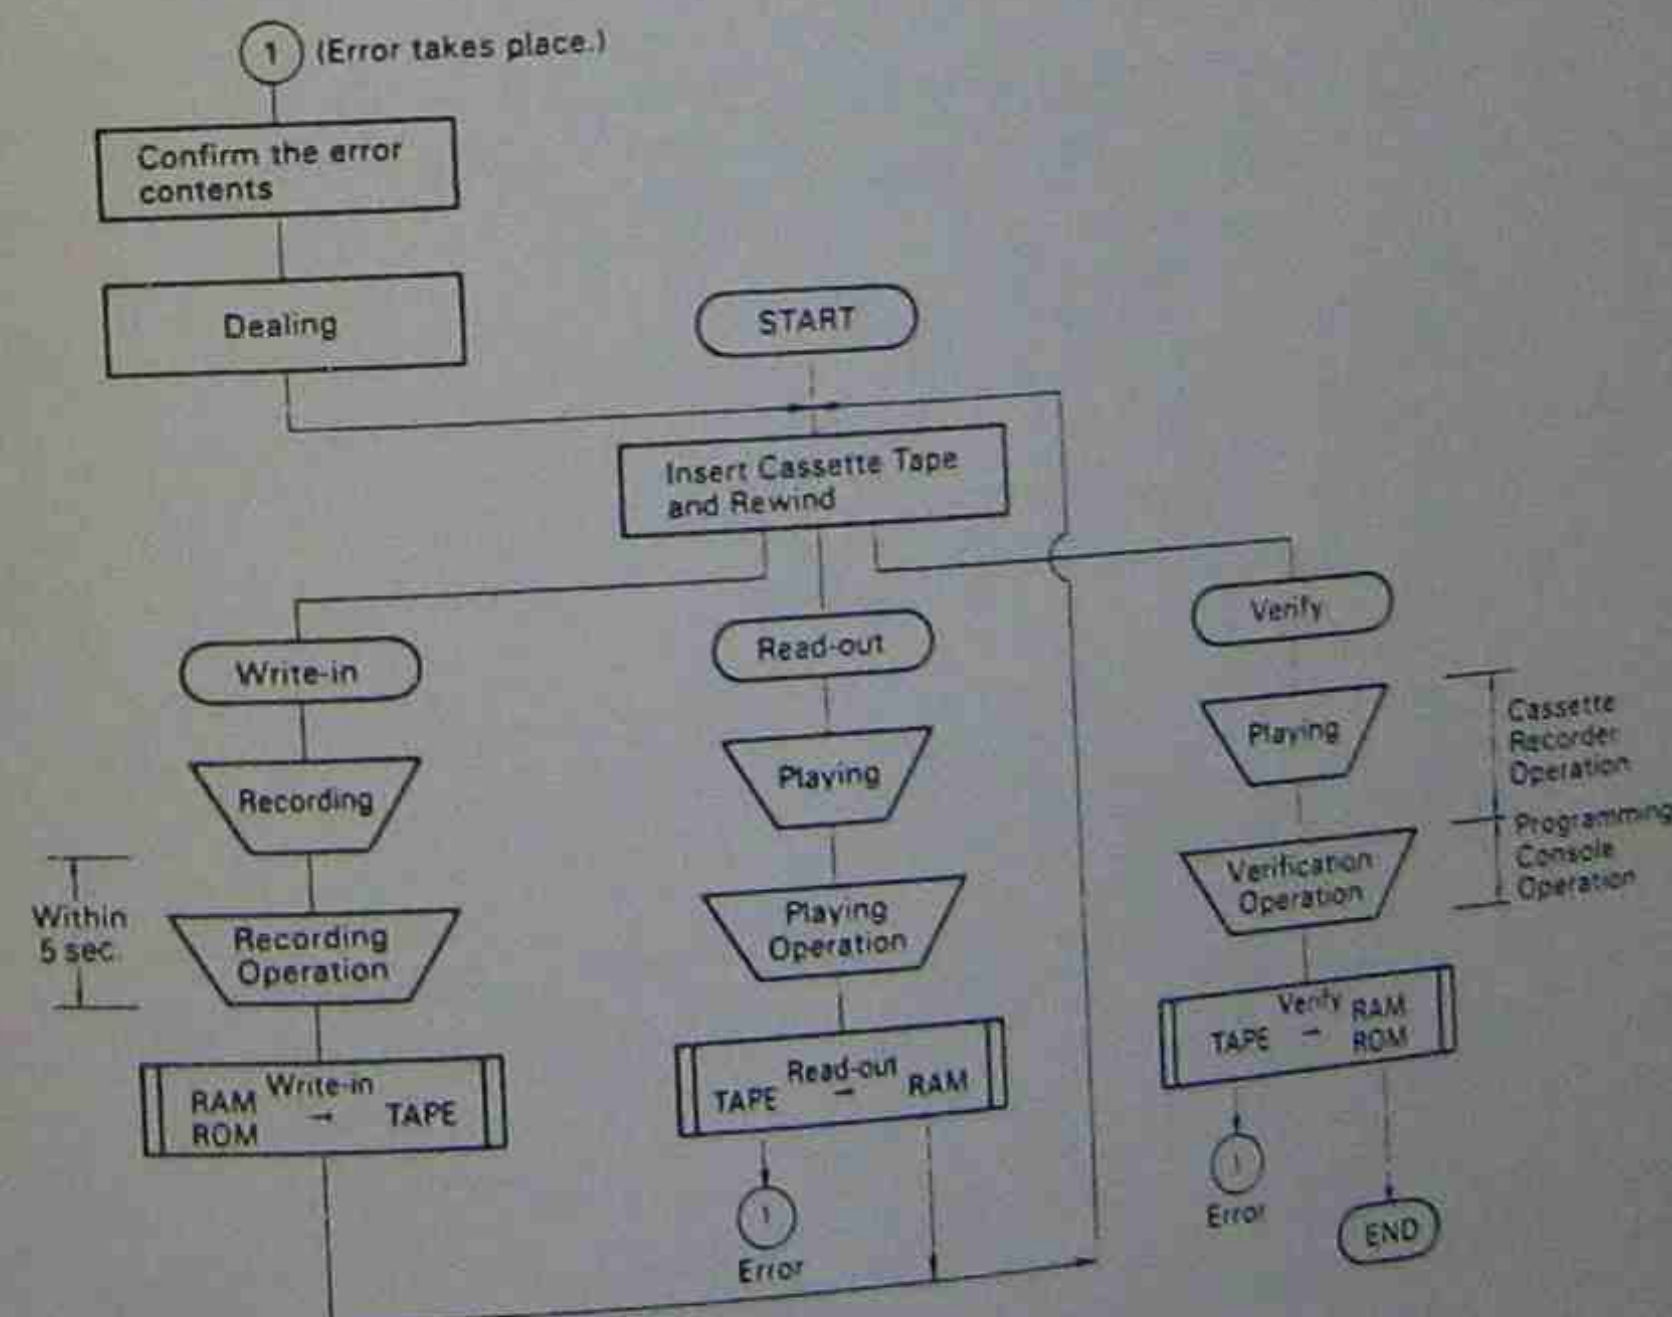 1 (Error takes place.)
Confirm the error
contents
Dealing
START
Insert Cassette Tape
and Rewind
Write-in
Recording
Within
5 sec.
Recording
Operation
Write-in
RAM → TAPE
ROM
Read-out
Playing
Playing
Operation
Read-out
TAPE → RAM
1
Error
Verify
Playing
Cassette
Recorder
Operation
Verification
Operation
Programming
Console
Operation
Verify
TAPE → RAM
ROM
1
Error
END